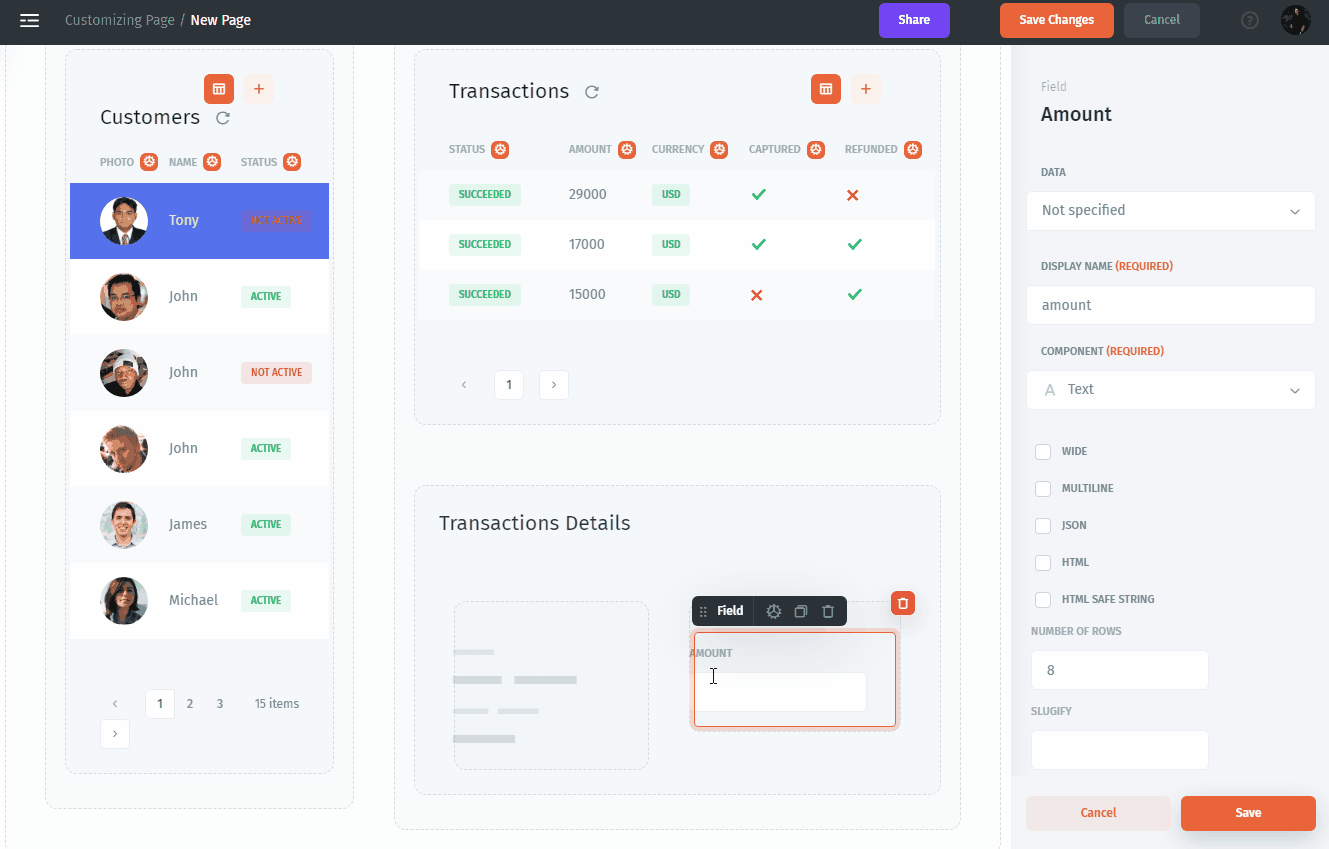 Customizing Page / New Page
Share
Save Changes
Cancel
?
Customers
PHOTO NAME STATUS
Tony NOT ACTIVE
John ACTIVE
John NOT ACTIVE
John ACTIVE
James ACTIVE
Michael ACTIVE
‹ 1 2 3 15 items
›
Transactions
STATUS AMOUNT CURRENCY CAPTURED REFUNDED
SUCCEEDED 29000 USD
SUCCEEDED 17000 USD
SUCCEEDED 15000 USD
‹ 1 ›
Transactions Details
Field
AMOUNT
Field
Amount
DATA
Not specified
DISPLAY NAME (REQUIRED)
amount
COMPONENT (REQUIRED)
A Text
WIDE
MULTILINE
JSON
HTML
HTML SAFE STRING
NUMBER OF ROWS
8
SLUGIFY
Cancel
Save